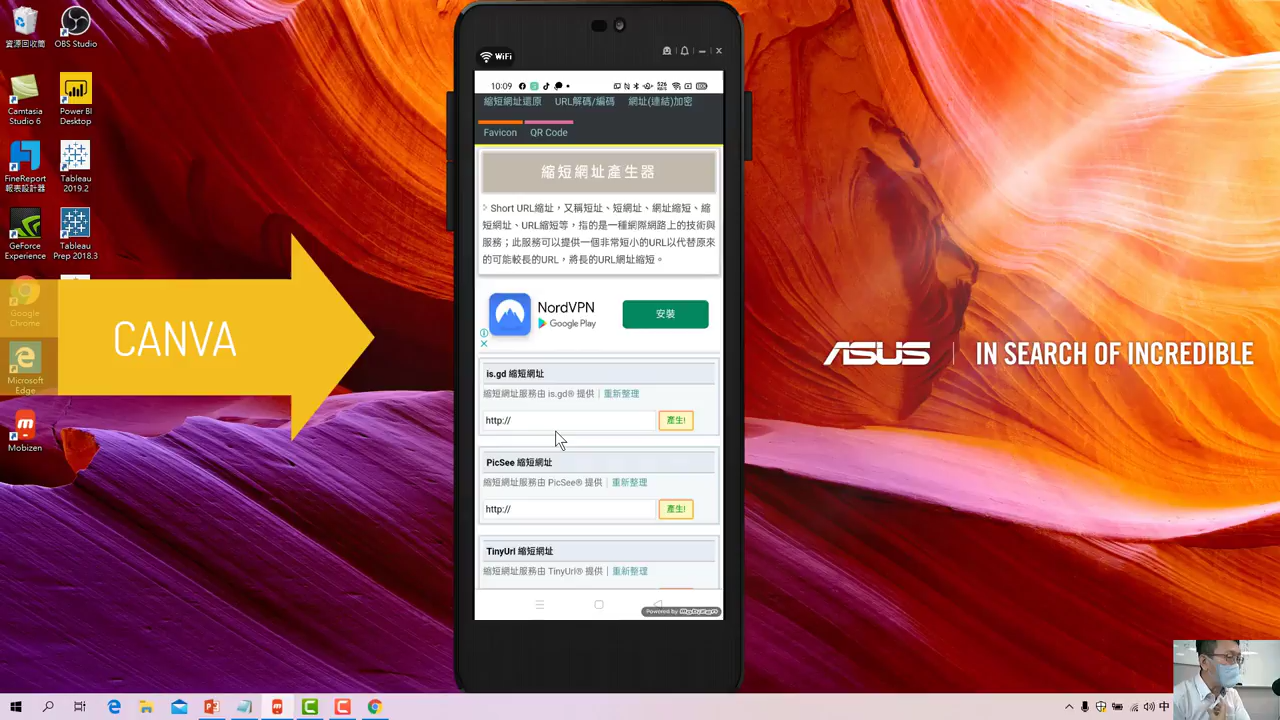 資源回收筒
OBS Studio
Camtasia Studio 6
Power BI Desktop
FineReport 報表設計器
Tableau 2019.2
GeForce Experience
Tableau Prep 2018.3
Google Chrome
Microsoft Edge
Mobizen
CANVA
WiFi
10:09
縮短網址還原 URL解碼/編碼 網址(連結)加密
Favicon QR Code
縮短網址產生器
Short URL縮址，又稱短址、短網址、網址縮短、縮
短網址、URL縮短等，指的是一種網際網路上的技術與
服務；此服務可以提供一個非常短小的URL以代替原來
的可能較長的URL，將長的URL網址縮短。
NordVPN
Google Play
安裝
is.gd 縮短網址
縮短網址服務由 is.gd® 提供 | 重新整理
http:// 產生!
PicSee 縮短網址
縮短網址服務由 PicSee® 提供 | 重新整理
http:// 產生!
TinyUrl 縮短網址
縮短網址服務由 TinyUrl® 提供 | 重新整理
Powered by Mobizen
ASUS | IN SEARCH OF INCREDIBLE
中